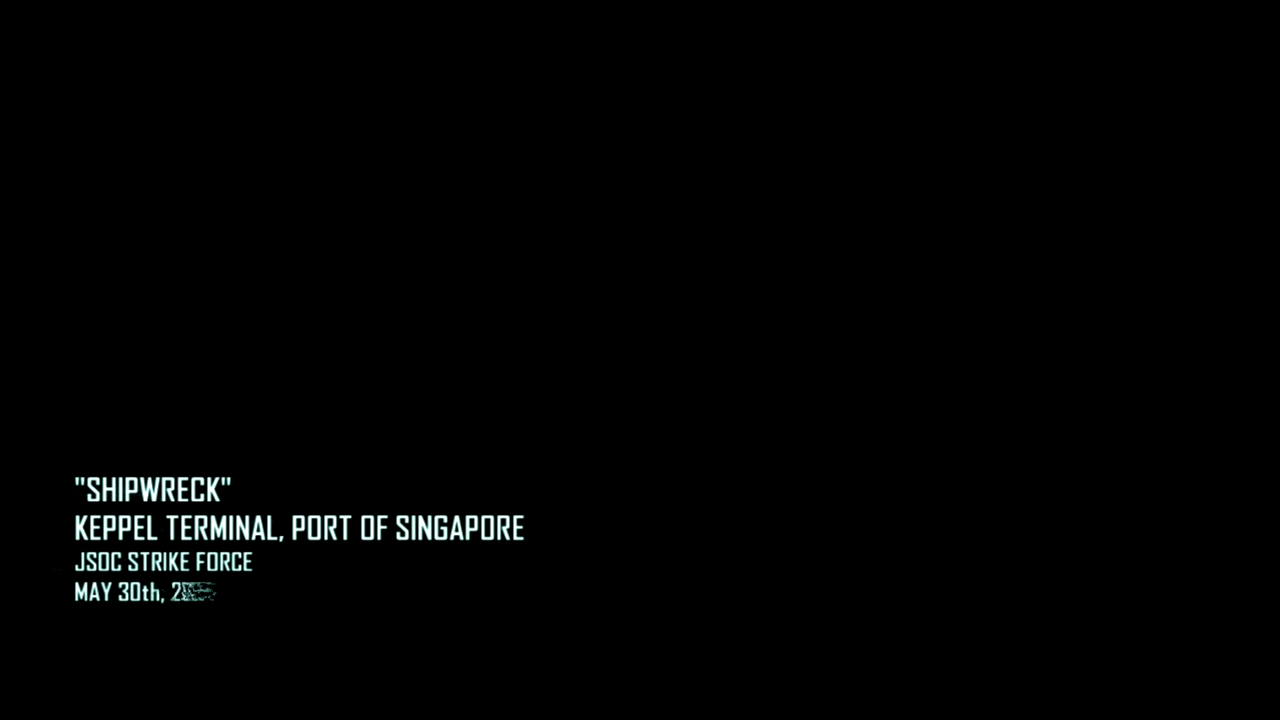 "SHIPWRECK"
KEPPEL TERMINAL, PORT OF SINGAPORE
JSOC STRIKE FORCE
MAY 30th,